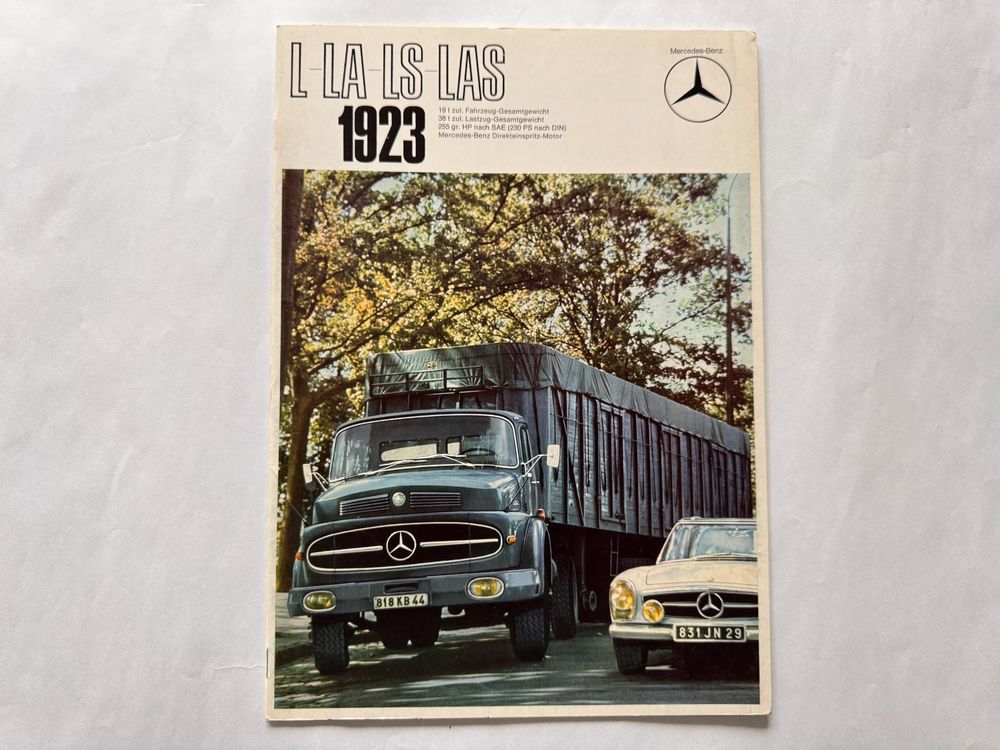 L-LA-LS-LAS
Mercedes-Benz
1923
19 t zul. Fahrzeug-Gesamtgewicht
38 t zul. Lastzug-Gesamtgewicht
255 gr. HP nach SAE (230 PS nach DIN)
Mercedes-Benz Direkteinspritz-Motor
818 KB 44
831 JN 29